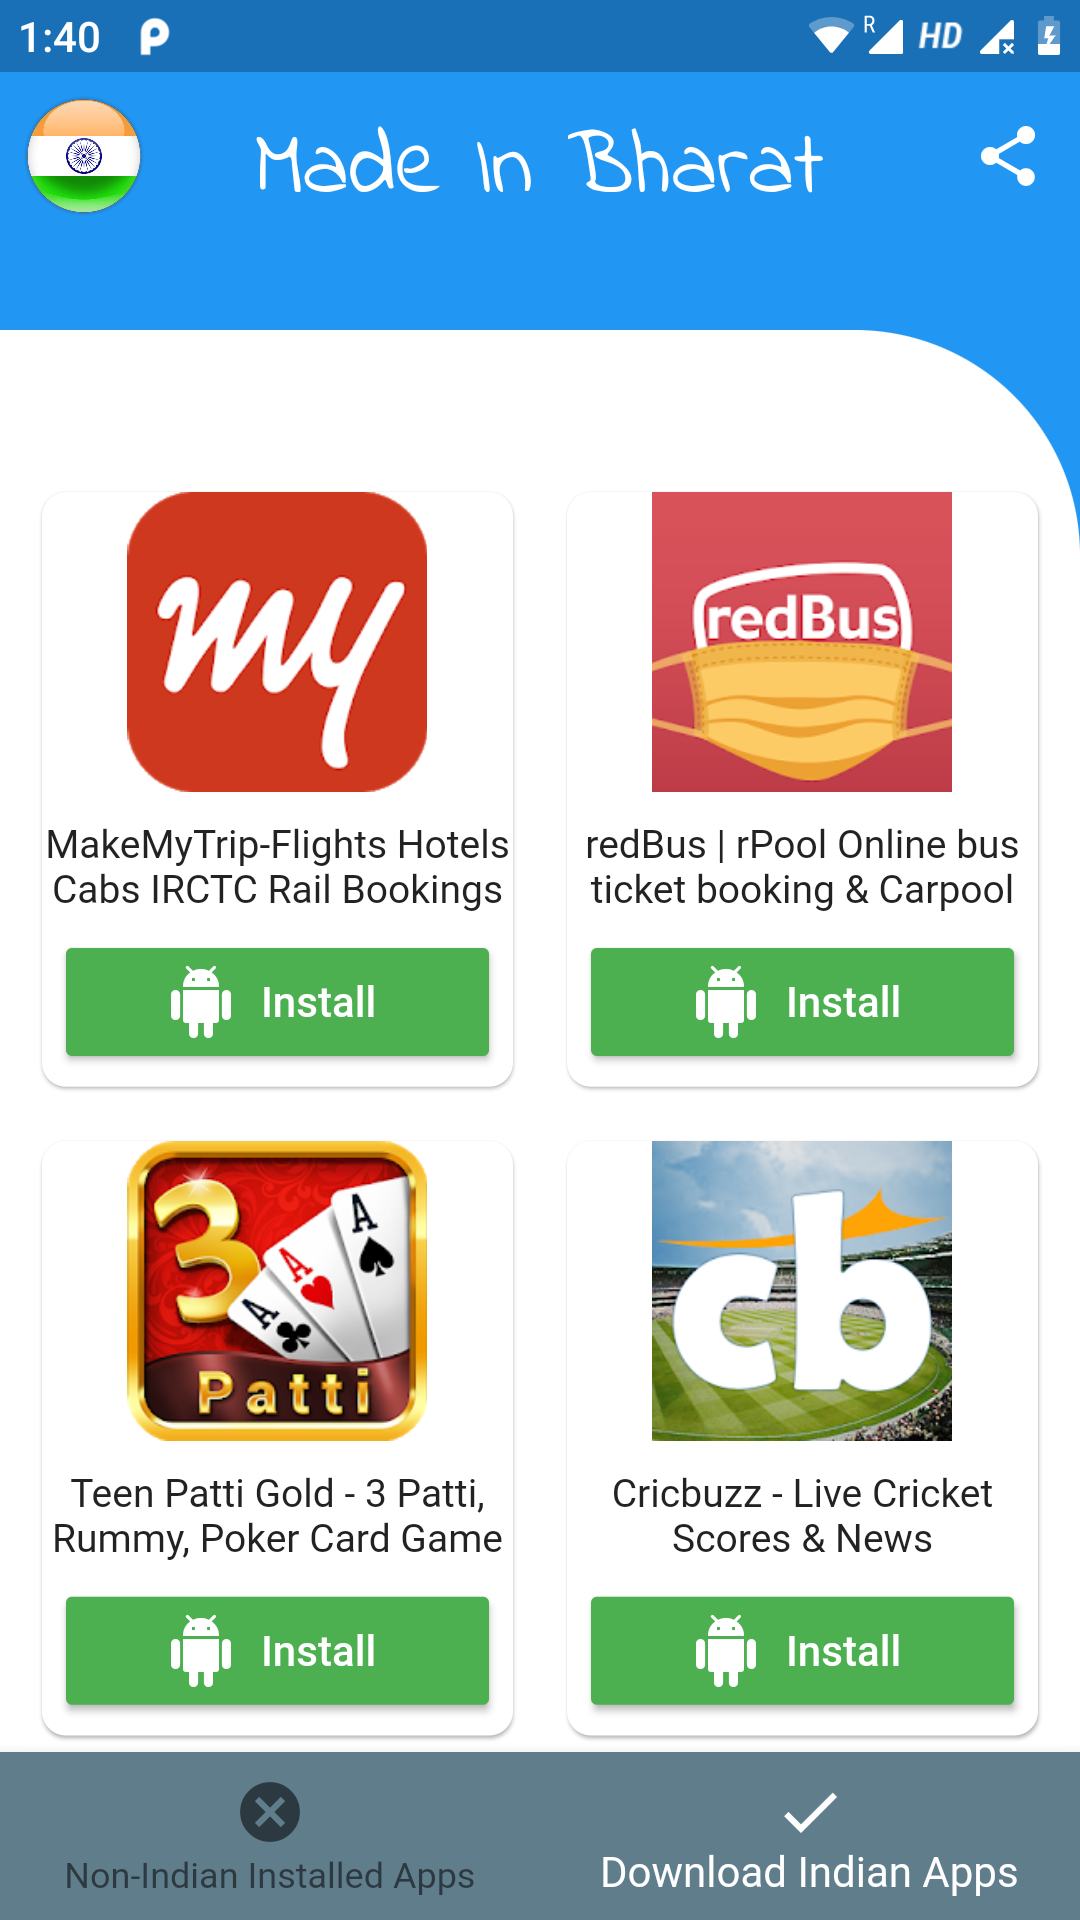 1:40
R HD
Made In Bharat
my
redBus
MakeMyTrip-Flights Hotels
Cabs IRCTC Rail Bookings
redBus | rPool Online bus
ticket booking & Carpool
Install
Install
3
A A A
Patti
cb
Teen Patti Gold - 3 Patti,
Rummy, Poker Card Game
Cricbuzz - Live Cricket
Scores & News
Install
Install
Non-Indian Installed Apps
Download Indian Apps